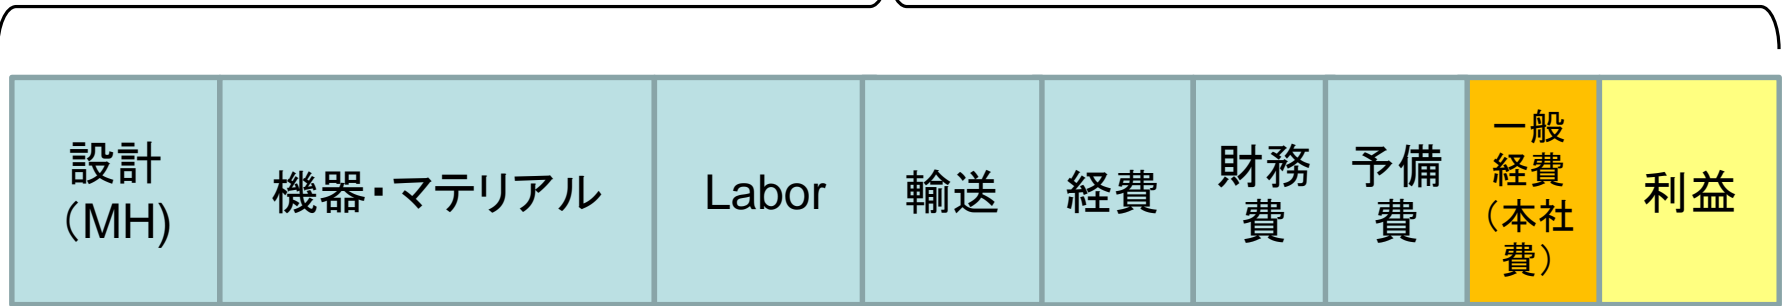 設計
（MH)
機器・マテリアル
Labor
輸送
経費
財務
費
予備
費
一般
経費
（本社
費）
利益